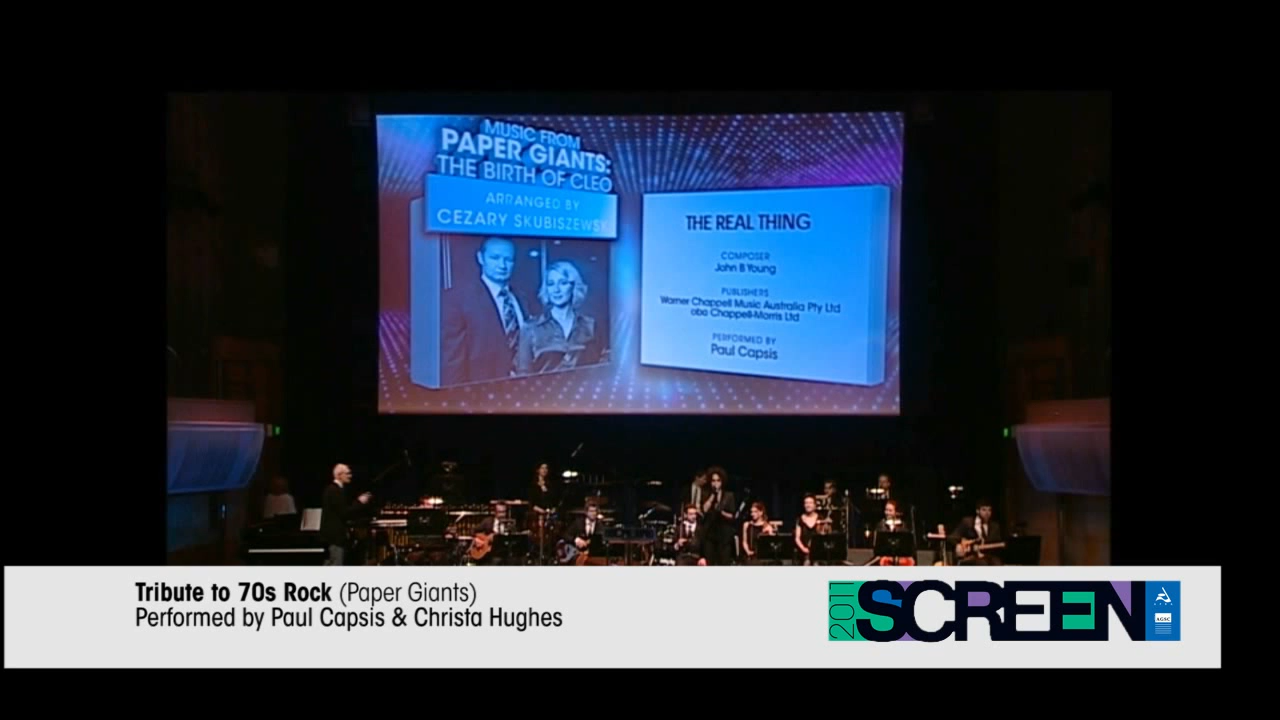 MUSIC FROM
PAPER GIANTS:
THE BIRTH OF CLEO
ARRANGED BY
CEZARY SKUBISZEWSKI
THE REAL THING
COMPOSER
John B Young
PUBLISHERS
Warner Chappell Music Australia Pty Ltd
obo Chappell-Morris Ltd
PERFORMED BY
Paul Capsis
Tribute to 70s Rock (Paper Giants)
Performed by Paul Capsis & Christa Hughes
2011
SCREEN
APRA
AGSC